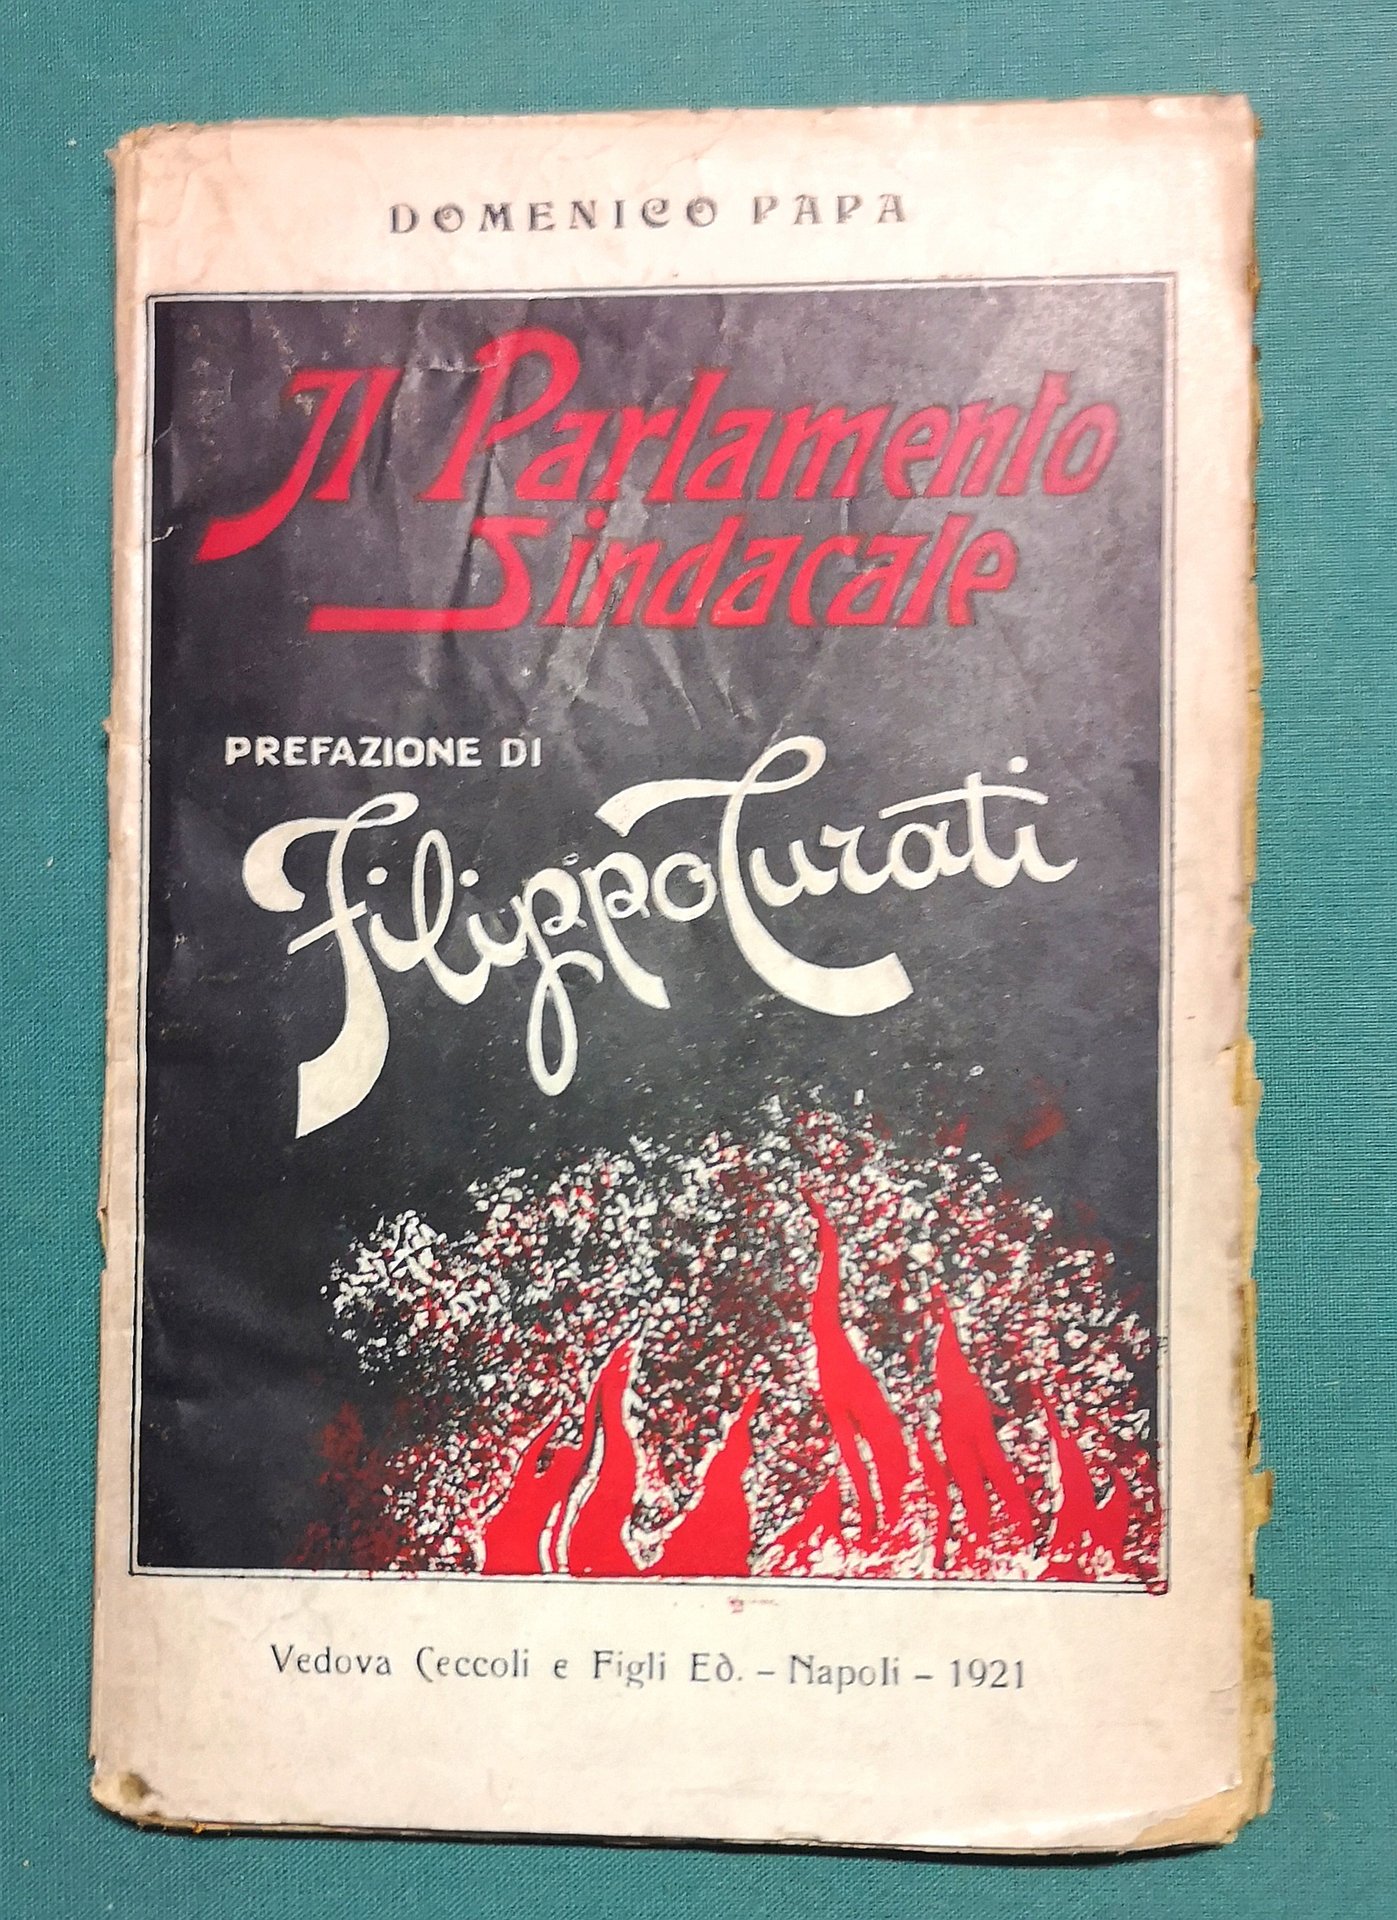 DOMENICO PAPA
Il Parlamento
Sindacale
PREFAZIONE DI
Filippo Turati
Vedova Ceccoli e Figli Ed. – Napoli – 1921